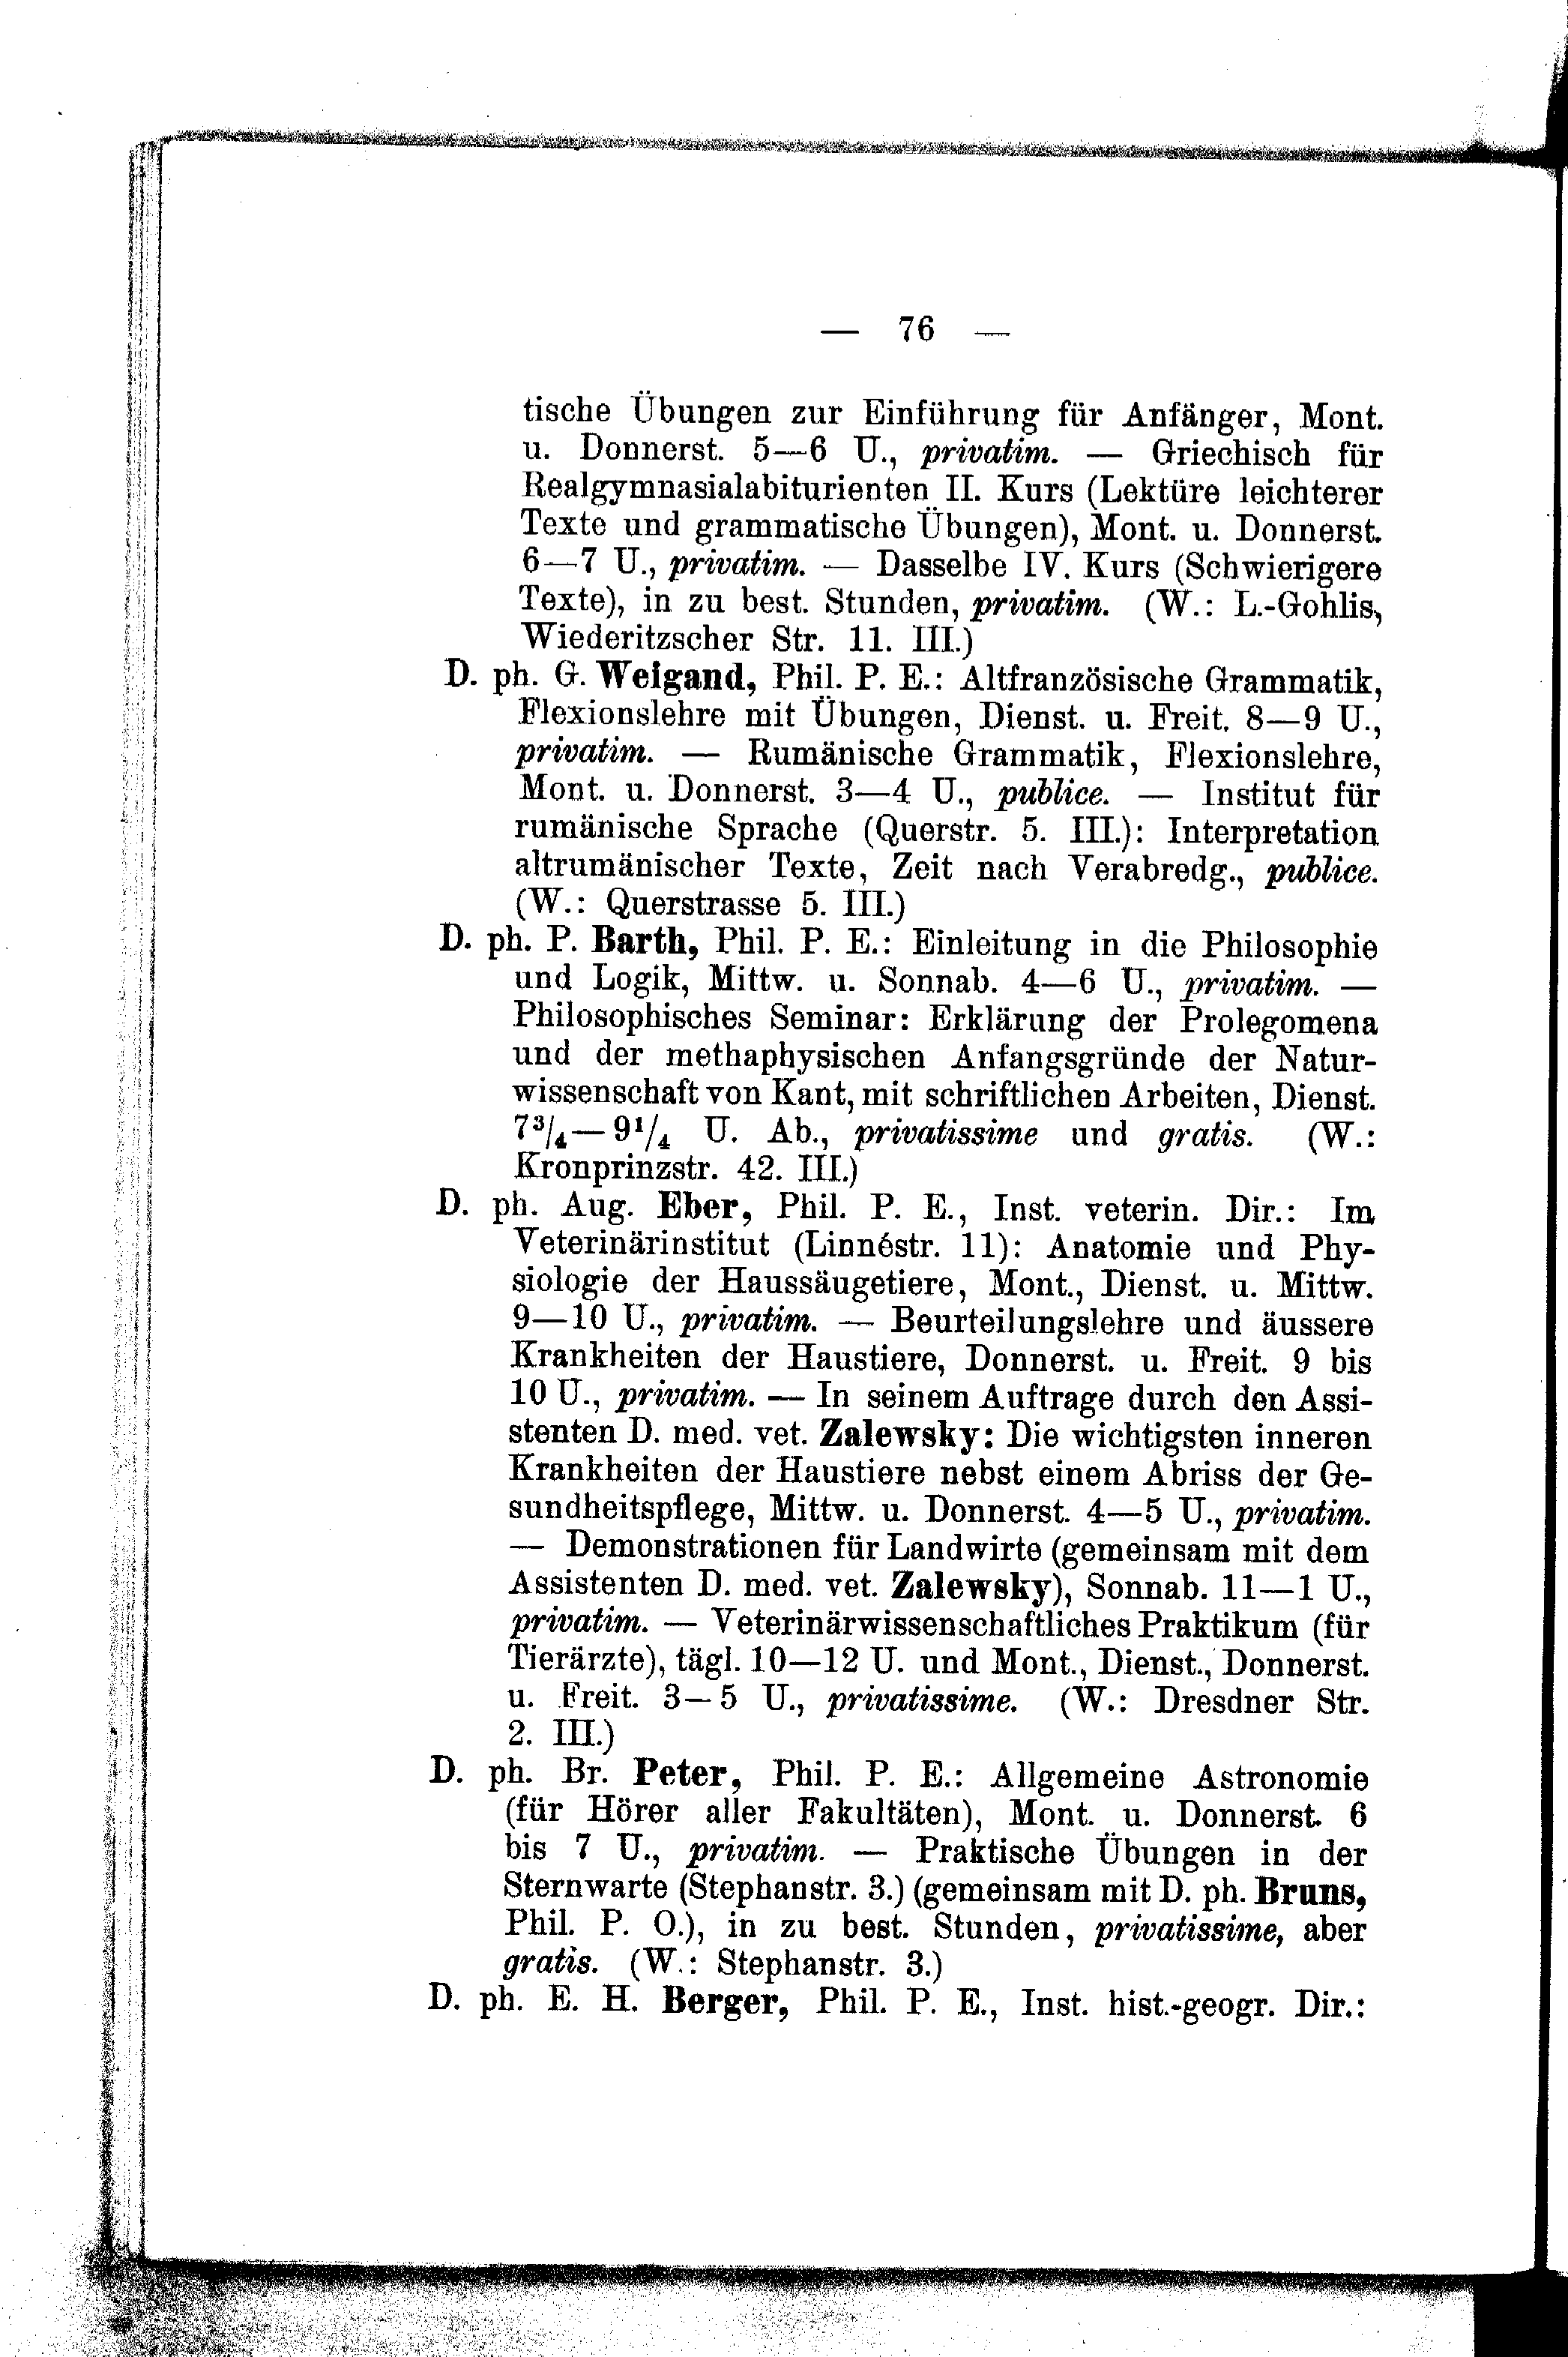 — 76 —
tische Übungen zur Einführung für Anfänger, Mont.
u. Donnerst. 5—6 U., privatim. — Griechisch für
Realgymnasialabiturienten II. Kurs (Lektüre leichterer
Texte und grammatische Übungen), Mont. u. Donnerst.
6—7 U., privatim. — Dasselbe IV. Kurs (Schwierigere
Texte), in zu best. Stunden, privatim. (W.: L.-Gohlis,
Wiederitzscher Str. 11. III.)
D. ph. G. Weigand, Phil. P. E.: Altfranzösische Grammatik,
Flexionslehre mit Übungen, Dienst. u. Freit. 8—9 U.,
privatim. — Rumänische Grammatik, Flexionslehre,
Mont. u. Donnerst. 3—4 U., publice. — Institut für
rumänische Sprache (Querstr. 5. III.): Interpretation
altrumänischer Texte, Zeit nach Verabredg., publice.
(W.: Querstrasse 5. III.)
D. ph. P. Barth, Phil. P. E.: Einleitung in die Philosophie
und Logik, Mittw. u. Sonnab. 4—6 U., privatim. —
Philosophisches Seminar: Erklärung der Prolegomena
und der methaphysischen Anfangsgründe der Natur-
wissenschaft von Kant, mit schriftlichen Arbeiten, Dienst.
7³/₄—9¹/₄ U. Ab., privatissime und gratis. (W.:
Kronprinzstr. 42. III.)
D. ph. Aug. Eber, Phil. P. E., Inst. veterin. Dir.: Im
Veterinärinstitut (Linnéstr. 11): Anatomie und Phy-
siologie der Haussäugetiere, Mont., Dienst. u. Mittw.
9—10 U., privatim. — Beurteilungslehre und äussere
Krankheiten der Haustiere, Donnerst. u. Freit. 9 bis
10 U., privatim. — In seinem Auftrage durch den Assi-
stenten D. med. vet. Zalewsky: Die wichtigsten inneren
Krankheiten der Haustiere nebst einem Abriss der Ge-
sundheitspflege, Mittw. u. Donnerst. 4—5 U., privatim.
— Demonstrationen für Landwirte (gemeinsam mit dem
Assistenten D. med. vet. Zalewsky), Sonnab. 11—1 U.,
privatim. — Veterinärwissenschaftliches Praktikum (für
Tierärzte), tägl. 10—12 U. und Mont., Dienst., Donnerst.
u. Freit. 3—5 U., privatissime. (W.: Dresdner Str.
2. III.)
D. ph. Br. Peter, Phil. P. E.: Allgemeine Astronomie
(für Hörer aller Fakultäten), Mont. u. Donnerst. 6
bis 7 U., privatim. — Praktische Übungen in der
Sternwarte (Stephanstr. 3.) (gemeinsam mit D. ph. Bruns,
Phil. P. O.), in zu best. Stunden, privatissime, aber
gratis. (W.: Stephanstr. 3.)
D. ph. E. H. Berger, Phil. P. E., Inst. hist.-geogr. Dir.: